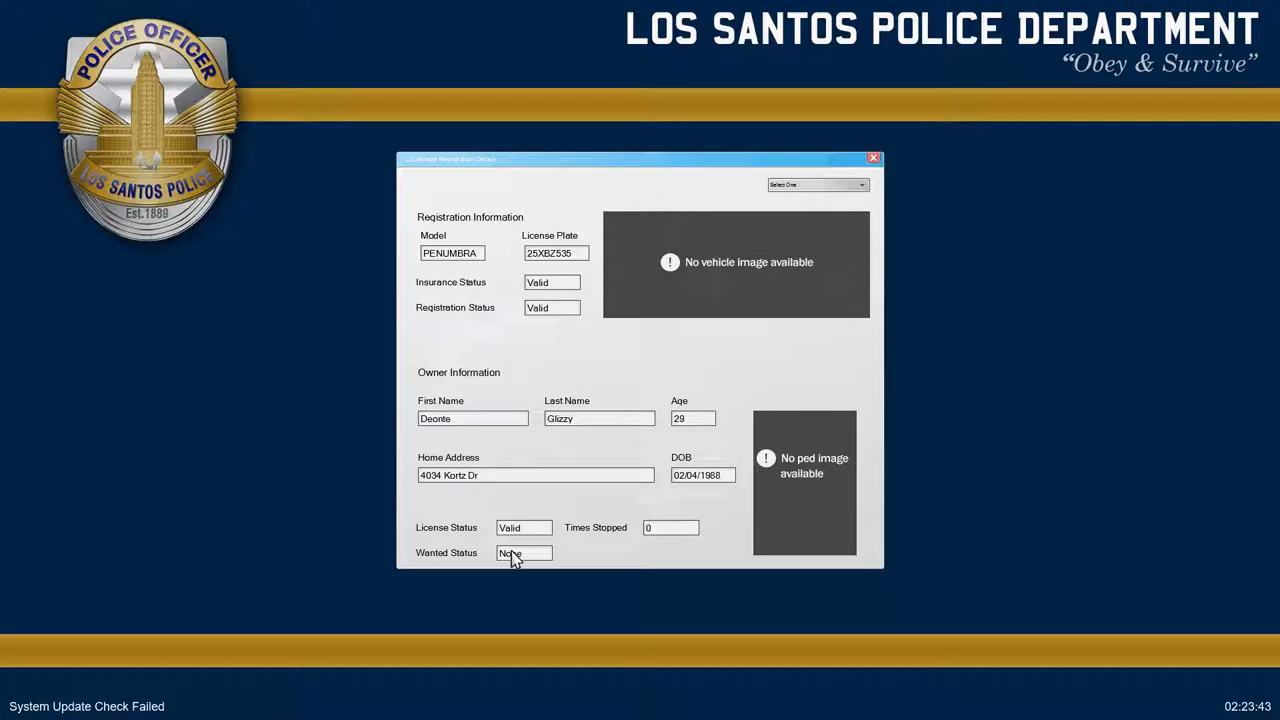 POLICE OFFICER
LOS SANTOS POLICE
Est.1889
LOS SANTOS POLICE DEPARTMENT
“Obey & Survive”
Select One
Registration Information
Model
License Plate
PENUMBRA
25XBZ535
Insurance Status
Valid
Registration Status
Valid
No vehicle image available
Owner Information
First Name
Last Name
Age
Deonte
Glizzy
29
Home Address
DOB
4034 Kortz Dr
02/04/1988
No ped image
available
License Status
Valid
Times Stopped
0
Wanted Status
None
System Update Check Failed
02:23:43